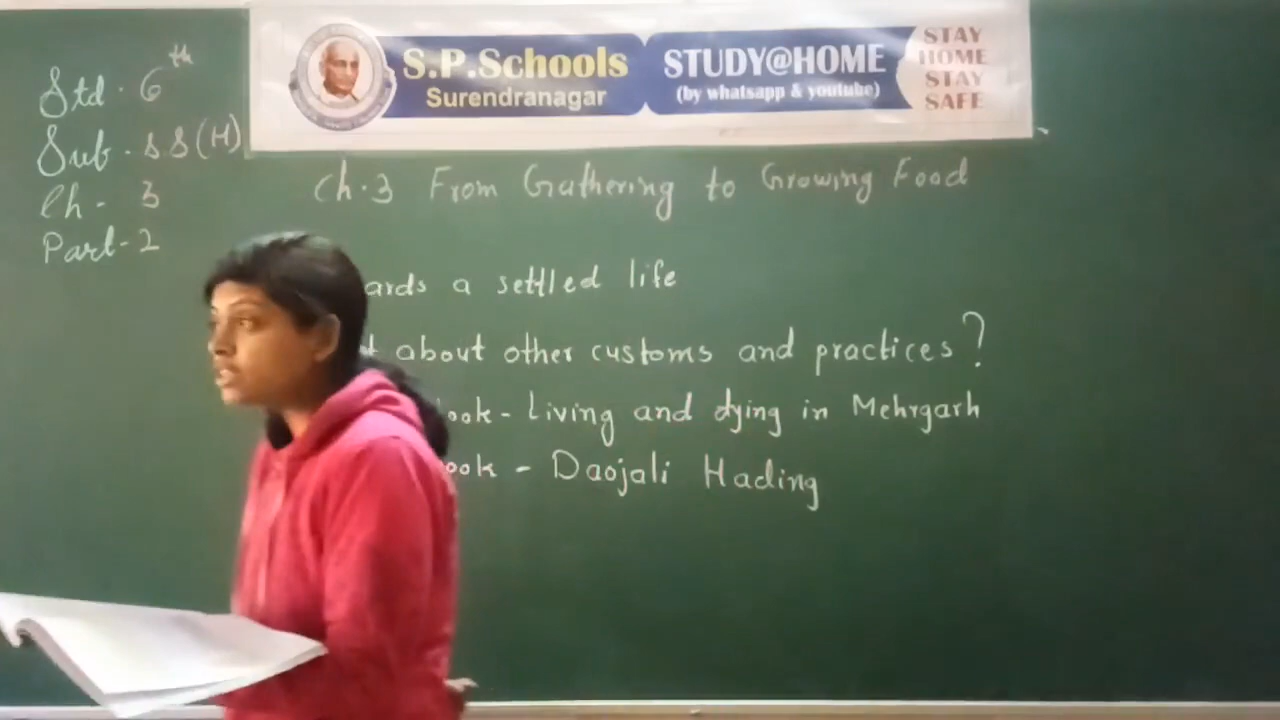 S.P.Schools
Surendranagar
STUDY@HOME
(by whatsapp & youtube)
STAY
HOME
STAY
SAFE
Std. 6th
Sub. SS(H)
Ch- 3
Part-2
Ch.3 From Gathering to Growing Food
ards a settled life
t about other customs and practices?
ook - Living and dying in Mehrgarh
ook - Daojali Hading